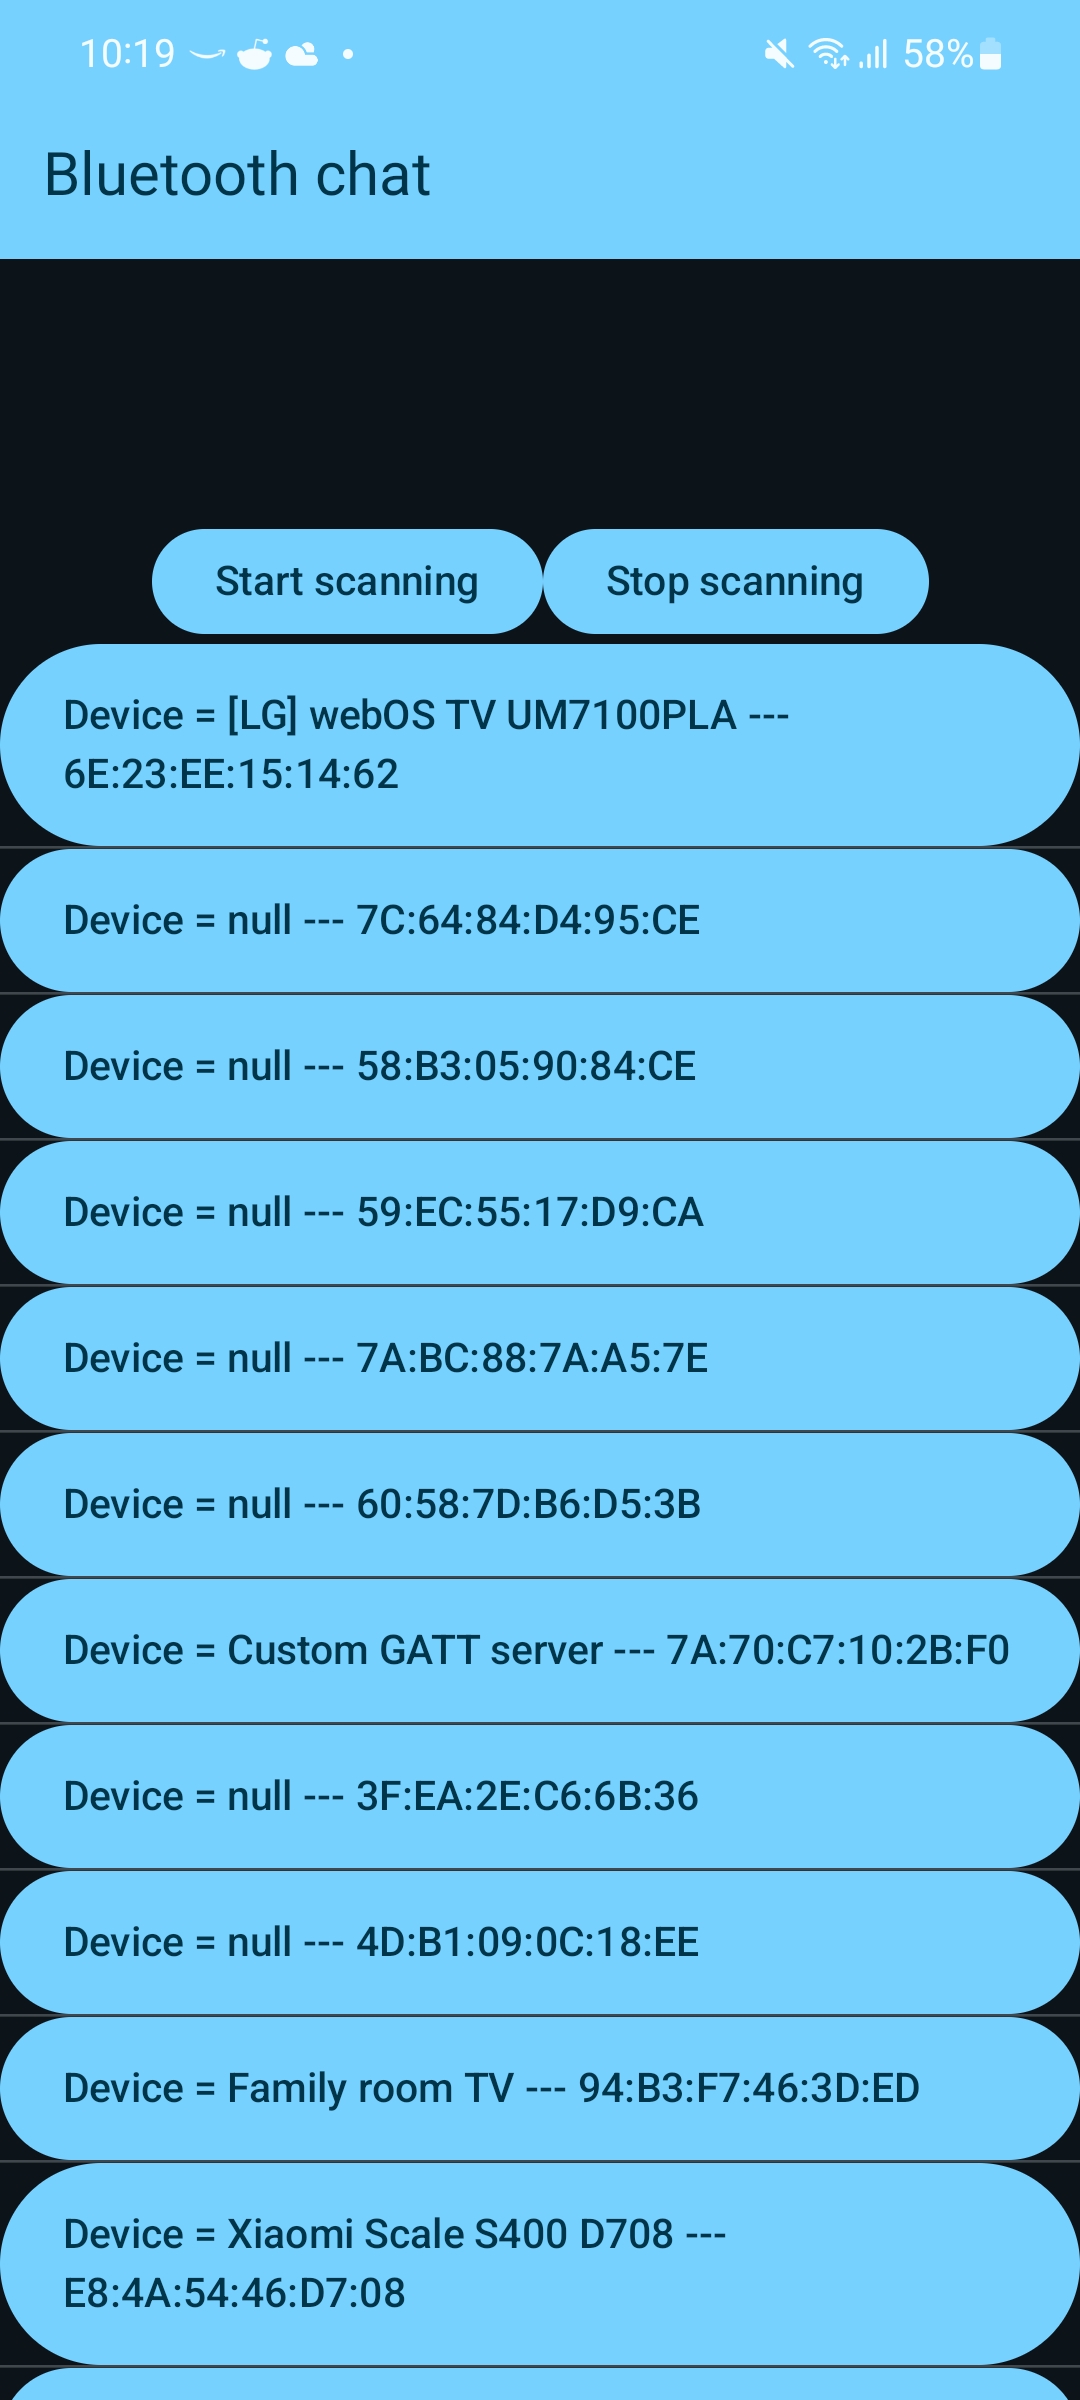 10:19
58%
Bluetooth chat
Start scanning Stop scanning
Device = [LG] webOS TV UM7100PLA ---
6E:23:EE:15:14:62
Device = null --- 7C:64:84:D4:95:CE
Device = null --- 58:B3:05:90:84:CE
Device = null --- 59:EC:55:17:D9:CA
Device = null --- 7A:BC:88:7A:A5:7E
Device = null --- 60:58:7D:B6:D5:3B
Device = Custom GATT server --- 7A:70:C7:10:2B:F0
Device = null --- 3F:EA:2E:C6:6B:36
Device = null --- 4D:B1:09:0C:18:EE
Device = Family room TV --- 94:B3:F7:46:3D:ED
Device = Xiaomi Scale S400 D708 ---
E8:4A:54:46:D7:08